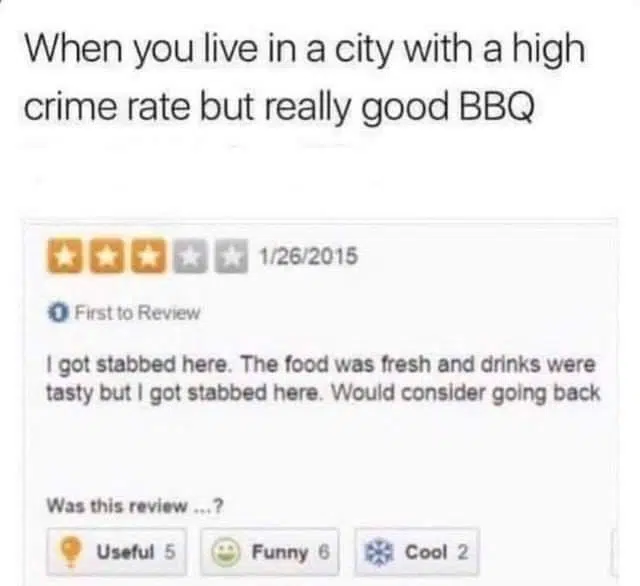 When you live in a city with a high
crime rate but really good BBQ
1/26/2015
1 First to Review
I got stabbed here. The food was fresh and drinks were
tasty but I got stabbed here. Would consider going back
Was this review ...?
Useful 5 Funny 6 Cool 2